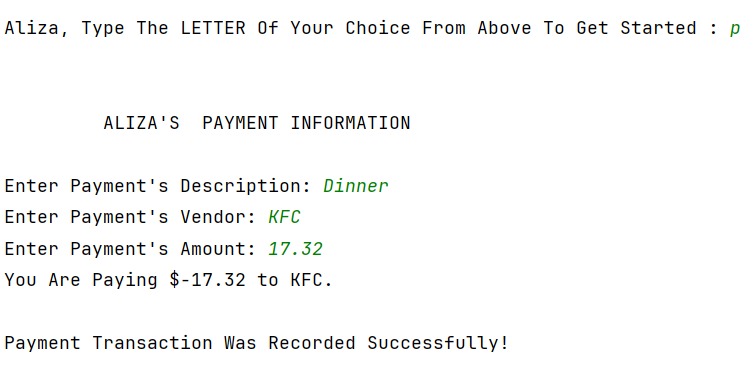 Aliza, Type The LETTER Of Your Choice From Above To Get Started : p
ALIZA'S  PAYMENT INFORMATION
Enter Payment's Description: Dinner
Enter Payment's Vendor: KFC
Enter Payment's Amount: 17.32
You Are Paying $-17.32 to KFC.
Payment Transaction Was Recorded Successfully!